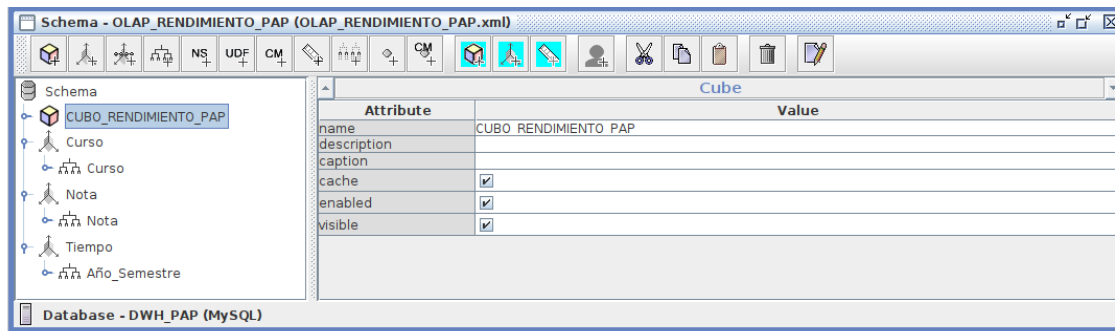 Schema - OLAP_RENDIMIENTO_PAP (OLAP_RENDIMIENTO_PAP.xml)
NS UDF CM CM
Schema
CUBO_RENDIMIENTO_PAP
Curso
Curso
Nota
Nota
Tiempo
Año_Semestre
Cube
Attribute Value
name CUBO_RENDIMIENTO_PAP
description
caption
cache
enabled
visible
Database - DWH_PAP (MySQL)